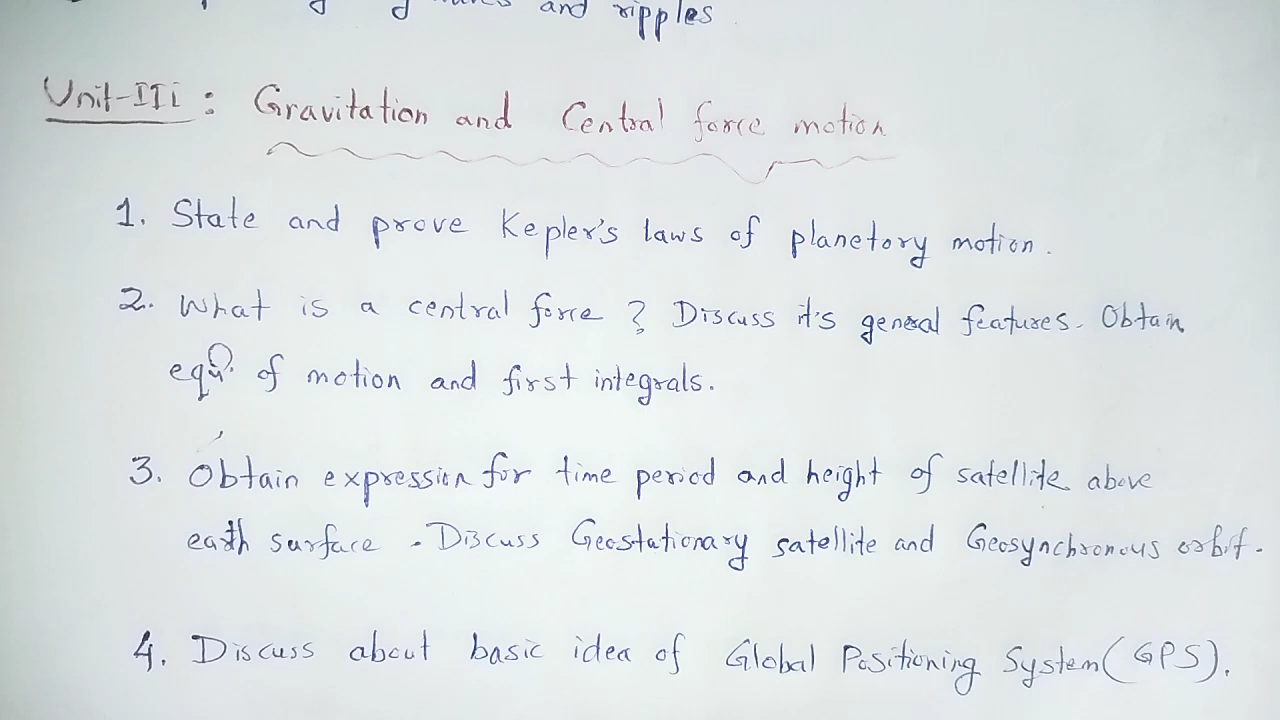 and ripples
Unit-III : Gravitation and Central force motion
1. State and prove Kepler's laws of planetory motion.
2. What is a central force ? Discuss it's general features. Obtain
equn. of motion and first integrals.
3. Obtain expression for time period and height of satellite above
earth surface. Discuss Geostationary satellite and Geosynchronous orbit.
4. Discuss about basic idea of Global Positioning System (GPS).